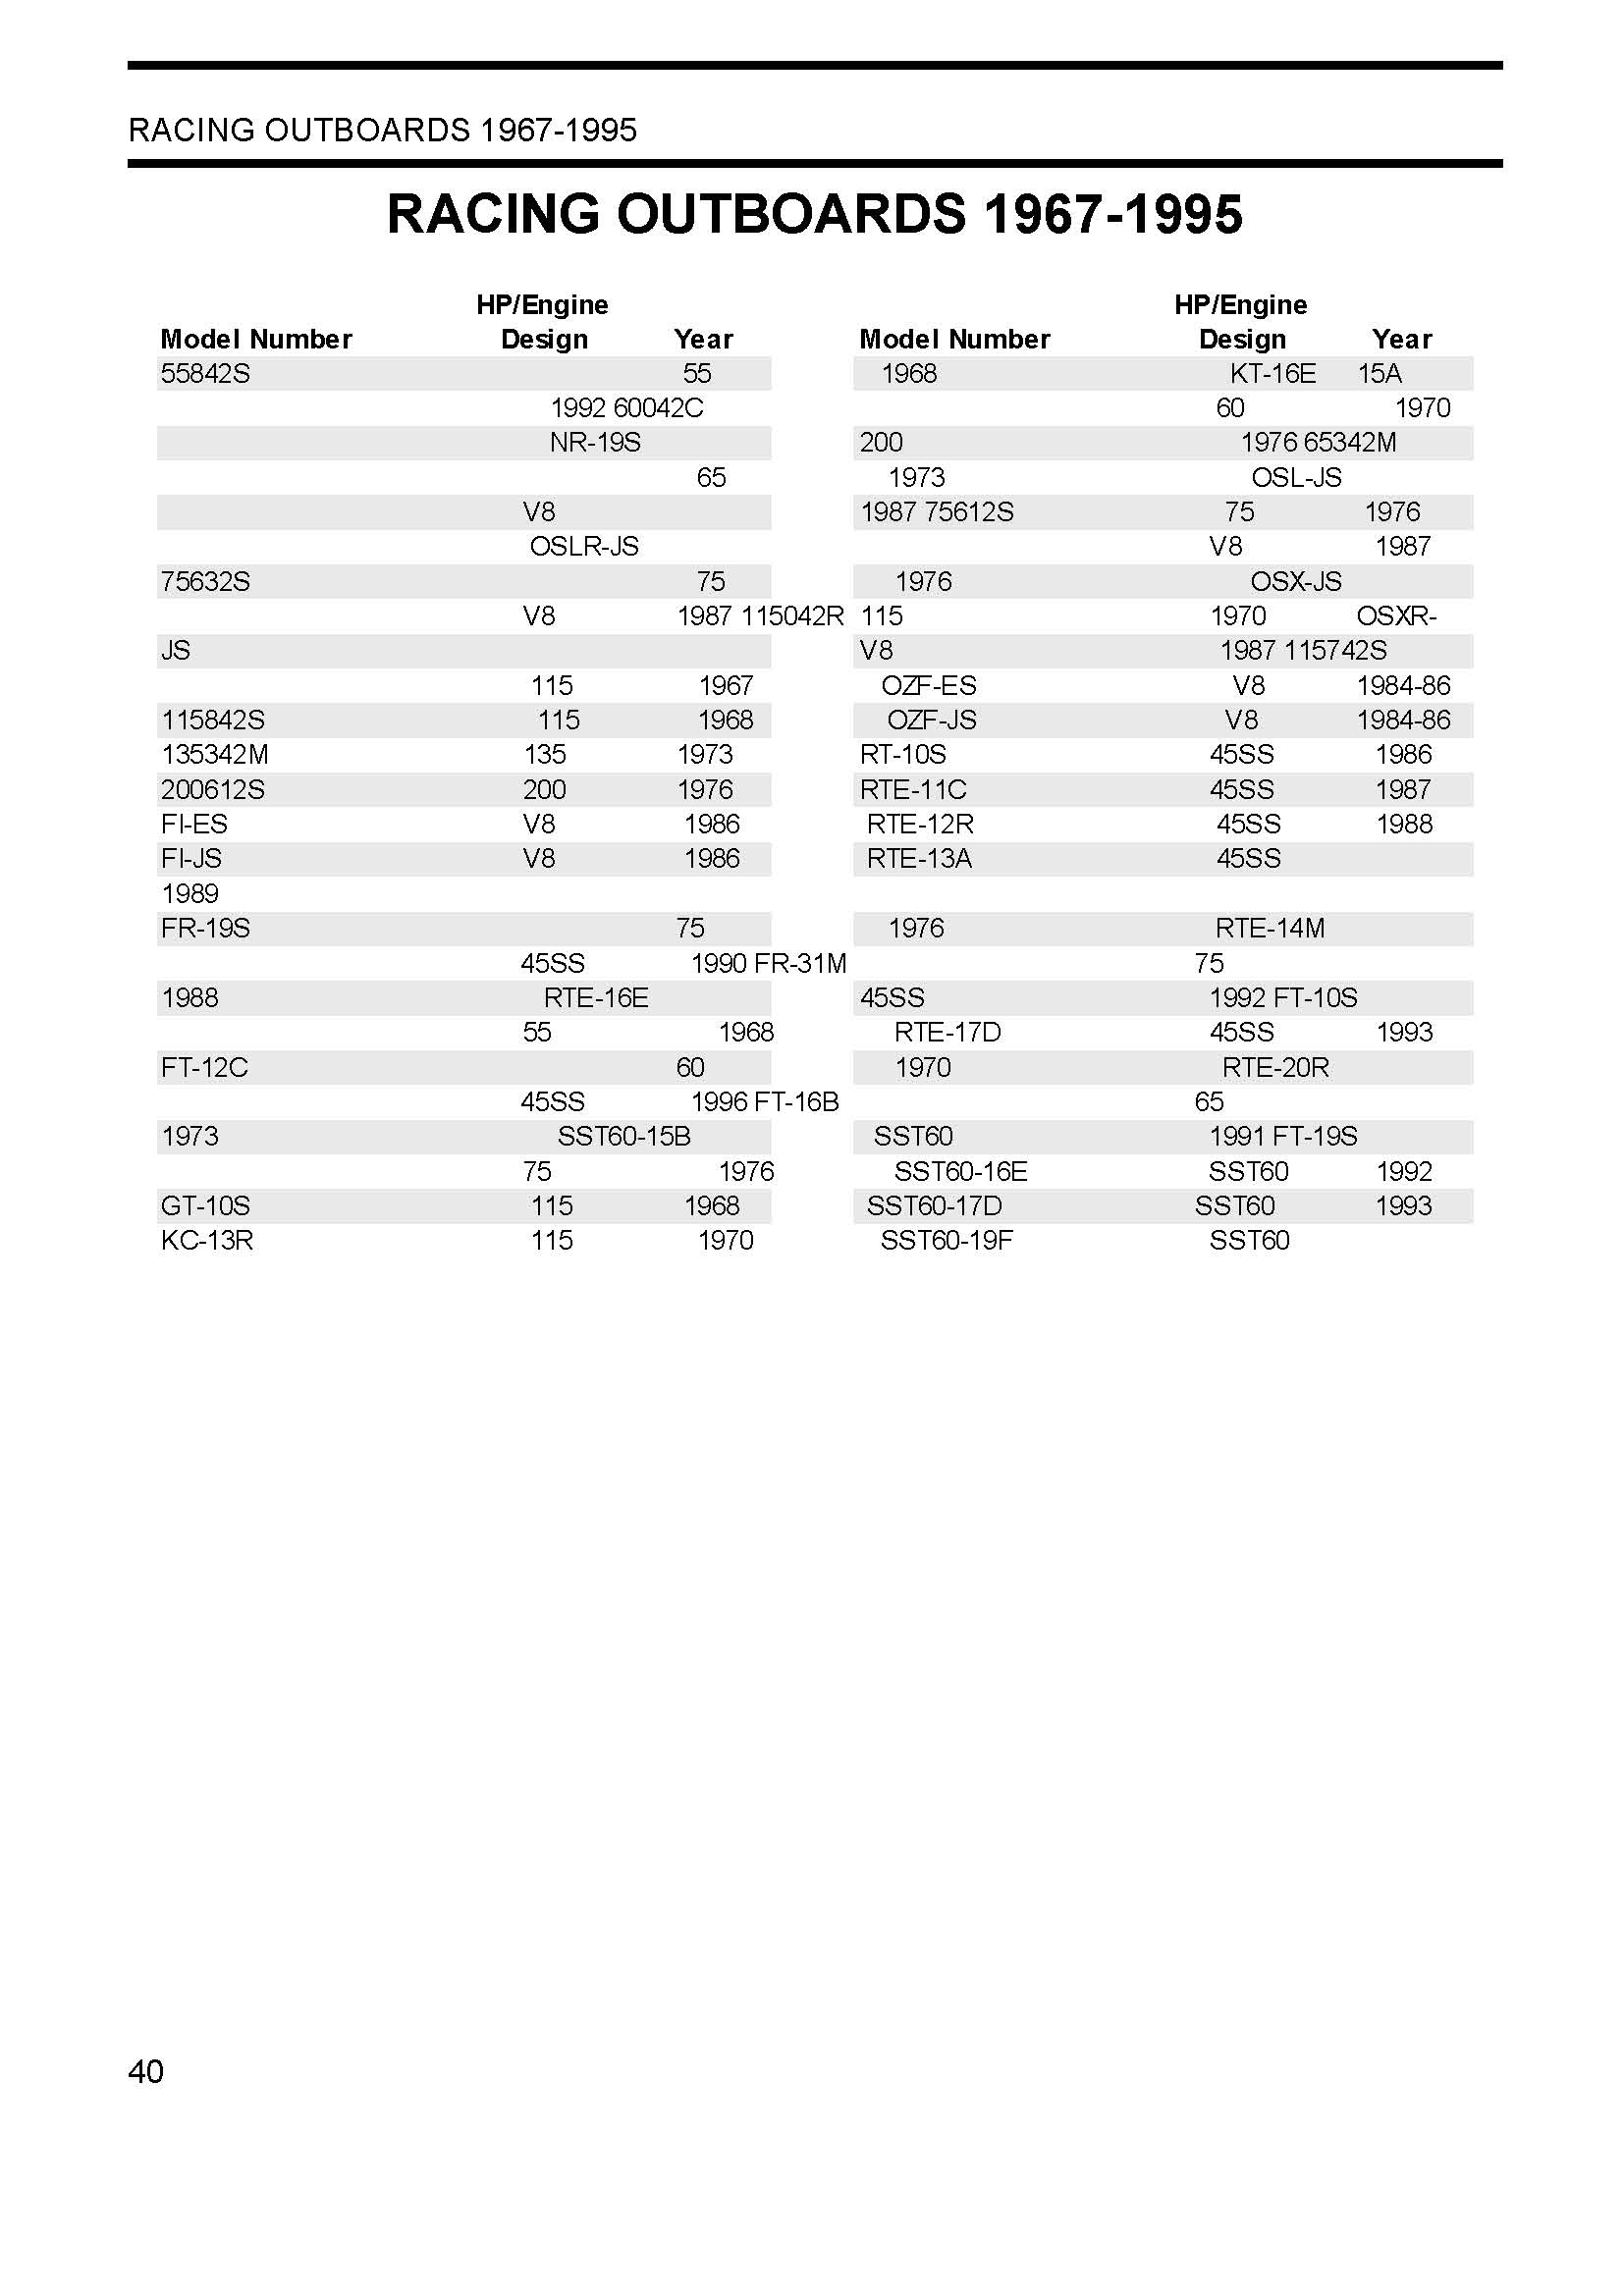 RACING OUTBOARDS 1967-1995
RACING OUTBOARDS 1967-1995
HP/Engine HP/Engine
Model Number Design Year Model Number Design Year
55842S 55 1968 KT-16E 15A
1992 60042C 60 1970
NR-19S 200 1976 65342M
65 1973 OSL-JS
V8 1987 75612S 75 1976
OSLR-JS V8 1987
75632S 75 1976 OSX-JS
V8 1987 115042R 115 1970 OSXR-
JS V8 1987 115742S
115 1967 OZF-ES V8 1984-86
115842S 115 1968 OZF-JS V8 1984-86
135342M 135 1973 RT-10S 45SS 1986
200612S 200 1976 RTE-11C 45SS 1987
FI-ES V8 1986 RTE-12R 45SS 1988
FI-JS V8 1986 RTE-13A 45SS
1989
FR-19S 75 1976 RTE-14M
45SS 1990 FR-31M 75
1988 RTE-16E 45SS 1992 FT-10S
55 1968 RTE-17D 45SS 1993
FT-12C 60 1970 RTE-20R
45SS 1996 FT-16B 65
1973 SST60-15B SST60 1991 FT-19S
75 1976 SST60-16E SST60 1992
GT-10S 115 1968 SST60-17D SST60 1993
KC-13R 115 1970 SST60-19F SST60
40